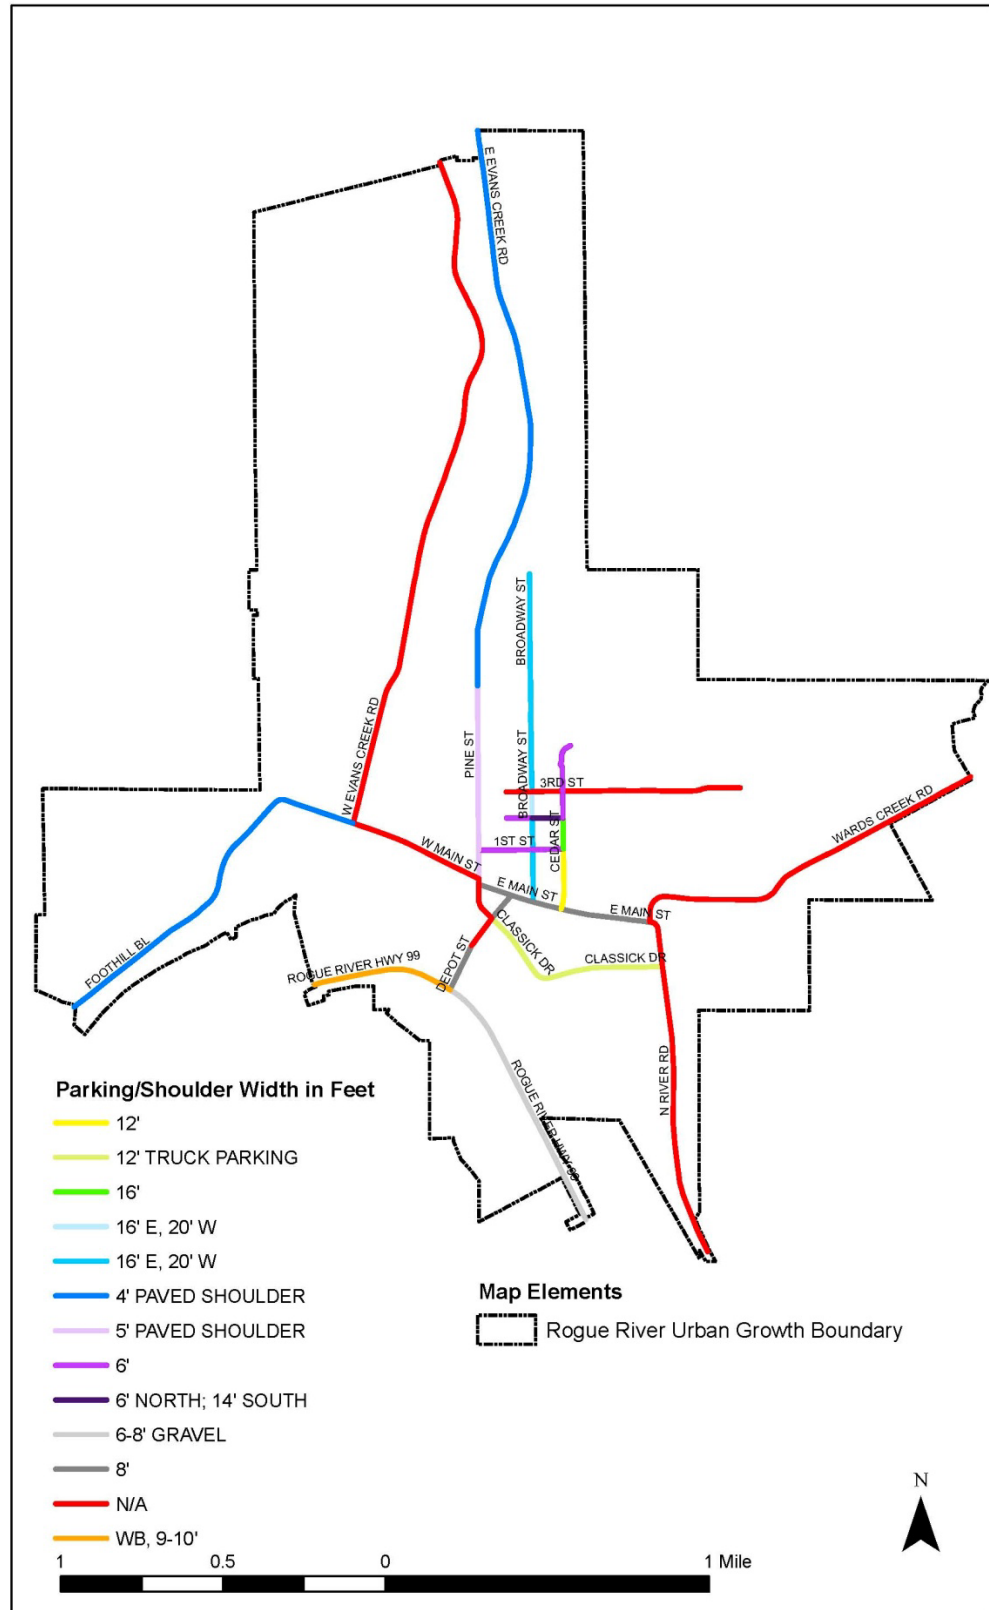 E EVANS CREEK RD
BROADWAY ST
W EVANS CREEK RD
PINE ST
BROADWAY ST
3RD ST
WARDS CREEK RD
CEDAR ST
1ST ST
W MAIN ST
E MAIN ST
E MAIN ST
FOOTHILL BL
CLASSICK DR
CLASSICK DR
DEPOT ST
ROGUE RIVER HWY 99
N RIVER RD
ROGUE RIVER HWY 99
Parking/Shoulder Width in Feet
12'
12' TRUCK PARKING
16'
16' E, 20' W
16' E, 20' W
4' PAVED SHOULDER
5' PAVED SHOULDER
6'
6' NORTH; 14' SOUTH
6-8' GRAVEL
8'
N/A
WB, 9-10'
Map Elements
Rogue River Urban Growth Boundary
N
1 0.5 0 1 Mile